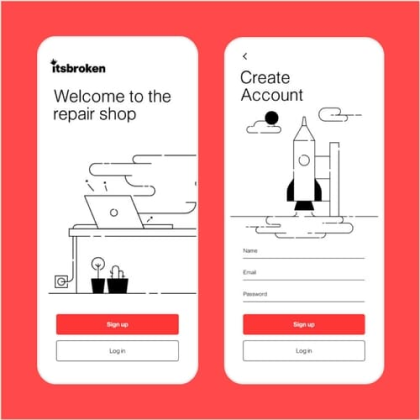 itsbroken
Welcome to the
repair shop
Sign up
Log in
Create
Account
Name
Email
Password
Sign up
Log in